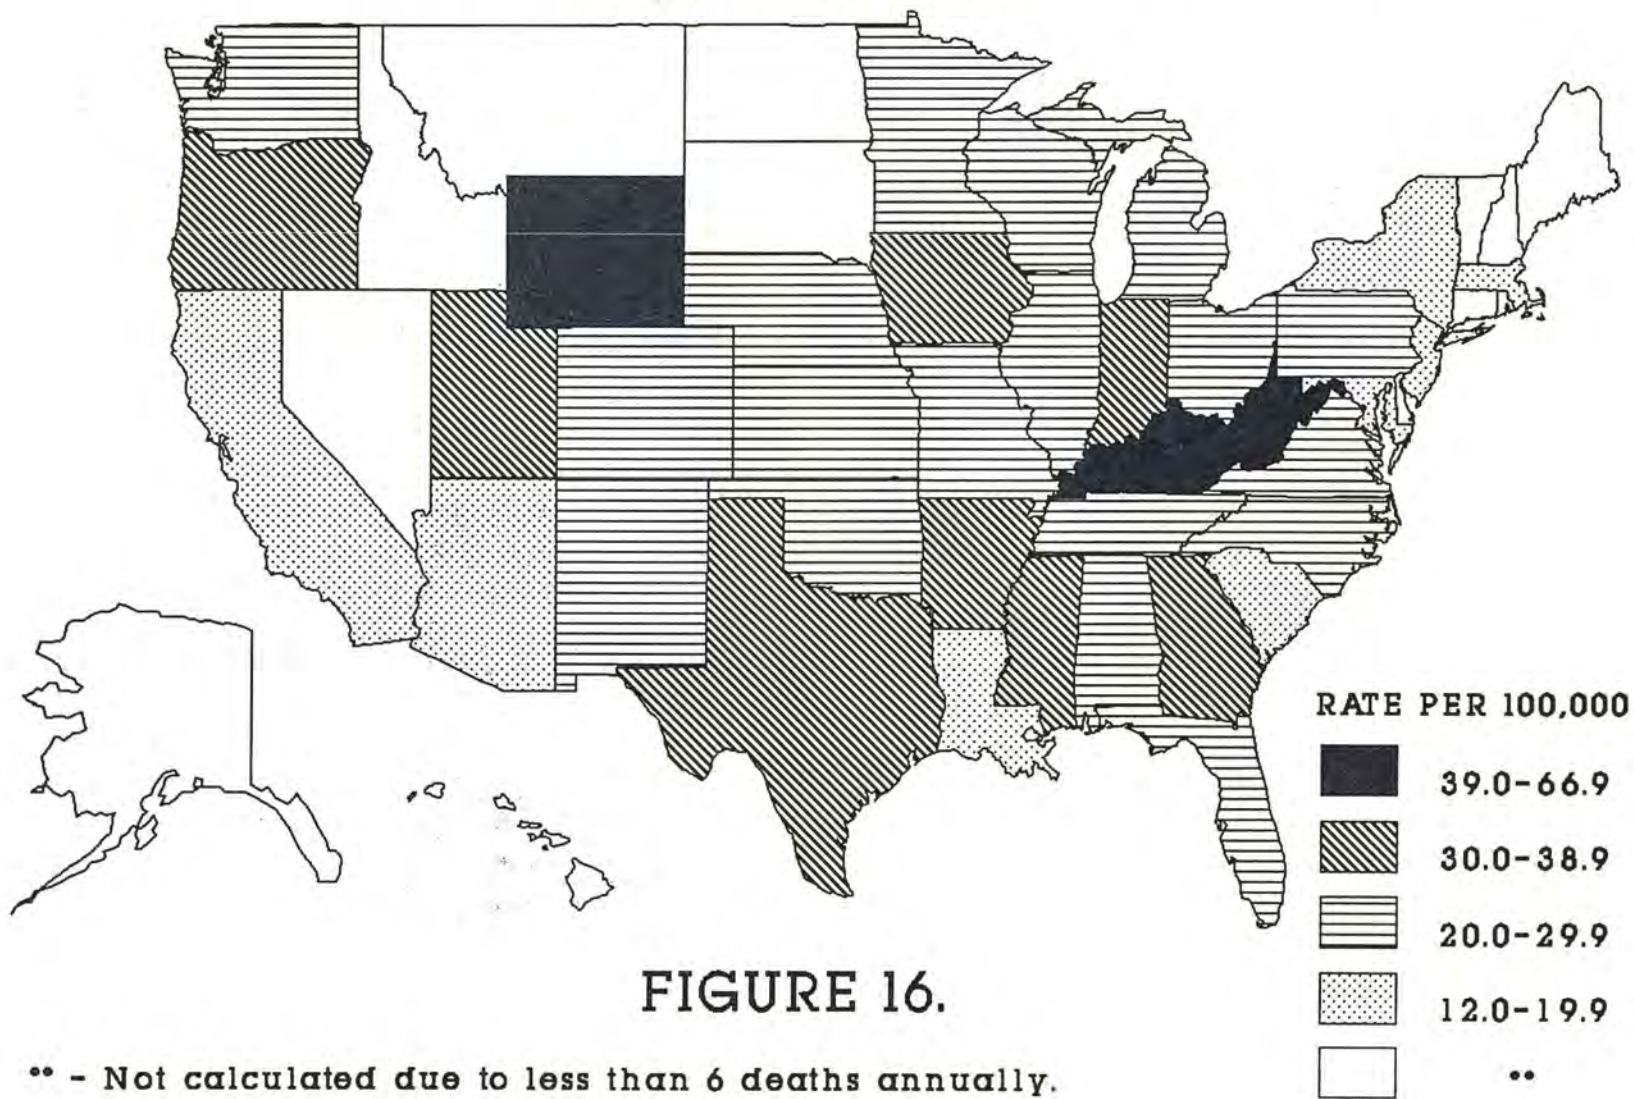 RATE PER 100,000
39.0-66.9
30.0-38.9
20.0-29.9
12.0-19.9
••
FIGURE 16.
•• - Not calculated due to less than 6 deaths annually.